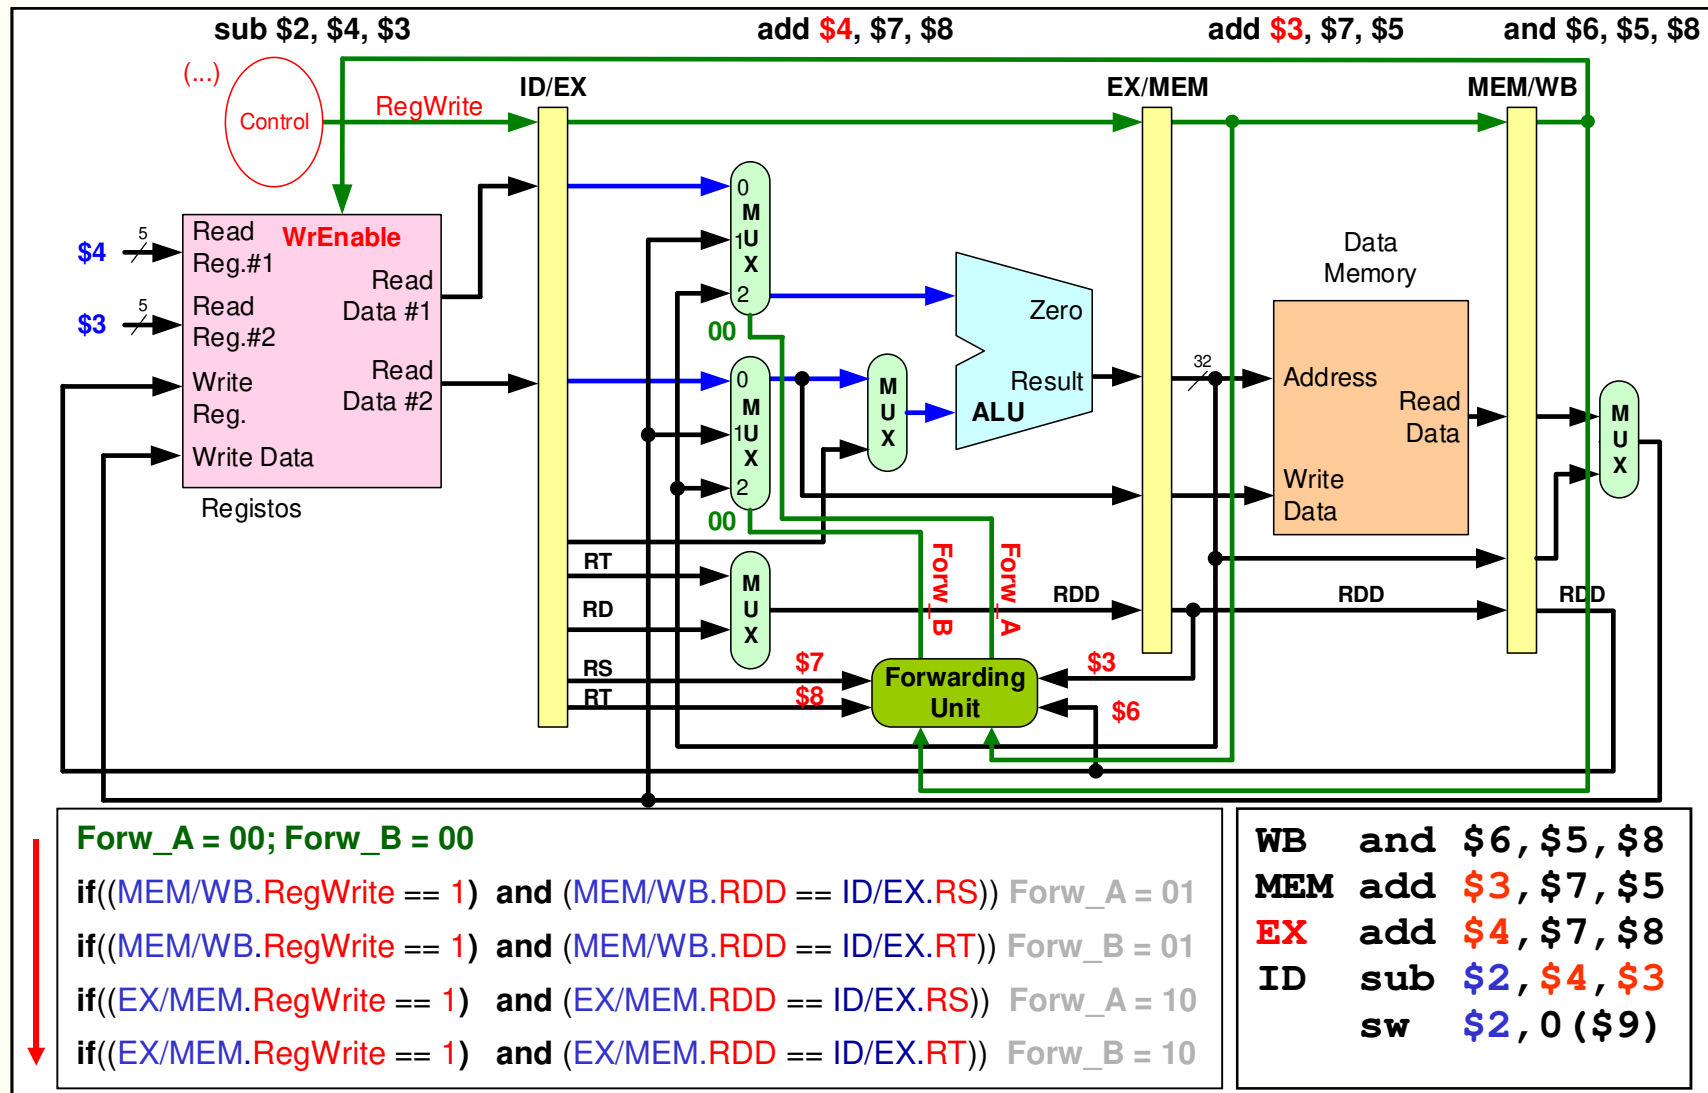 sub $2, $4, $3
add $4, $7, $8
add $3, $7, $5
and $6, $5, $8
(...)
ID/EX
EX/MEM
MEM/WB
Control
RegWrite
Read Reg.#1
WrEnable
$4
5
Read Data #1
$3
5
Read Reg.#2
Write Reg.
Read Data #2
Write Data
Registos
0
M
1U
X
2
00
0
M
1U
X
2
00
M
U
X
Zero
Result
ALU
32
Data
Memory
Address
Read
Data
Write
Data
M
U
X
Forw_B
Forw_A
RT
RD
M
U
X
RDD
RDD
RDD
RS
$7
RT
$8
Forwarding
Unit
$3
$6
Forw_A = 00; Forw_B = 00
if((MEM/WB.RegWrite == 1) and (MEM/WB.RDD == ID/EX.RS)) Forw_A = 01
if((MEM/WB.RegWrite == 1) and (MEM/WB.RDD == ID/EX.RT)) Forw_B = 01
if((EX/MEM.RegWrite == 1) and (EX/MEM.RDD == ID/EX.RS)) Forw_A = 10
if((EX/MEM.RegWrite == 1) and (EX/MEM.RDD == ID/EX.RT)) Forw_B = 10
WB and $6,$5,$8
MEM add $3,$7,$5
EX add $4,$7,$8
ID sub $2,$4,$3
sw $2,0($9)